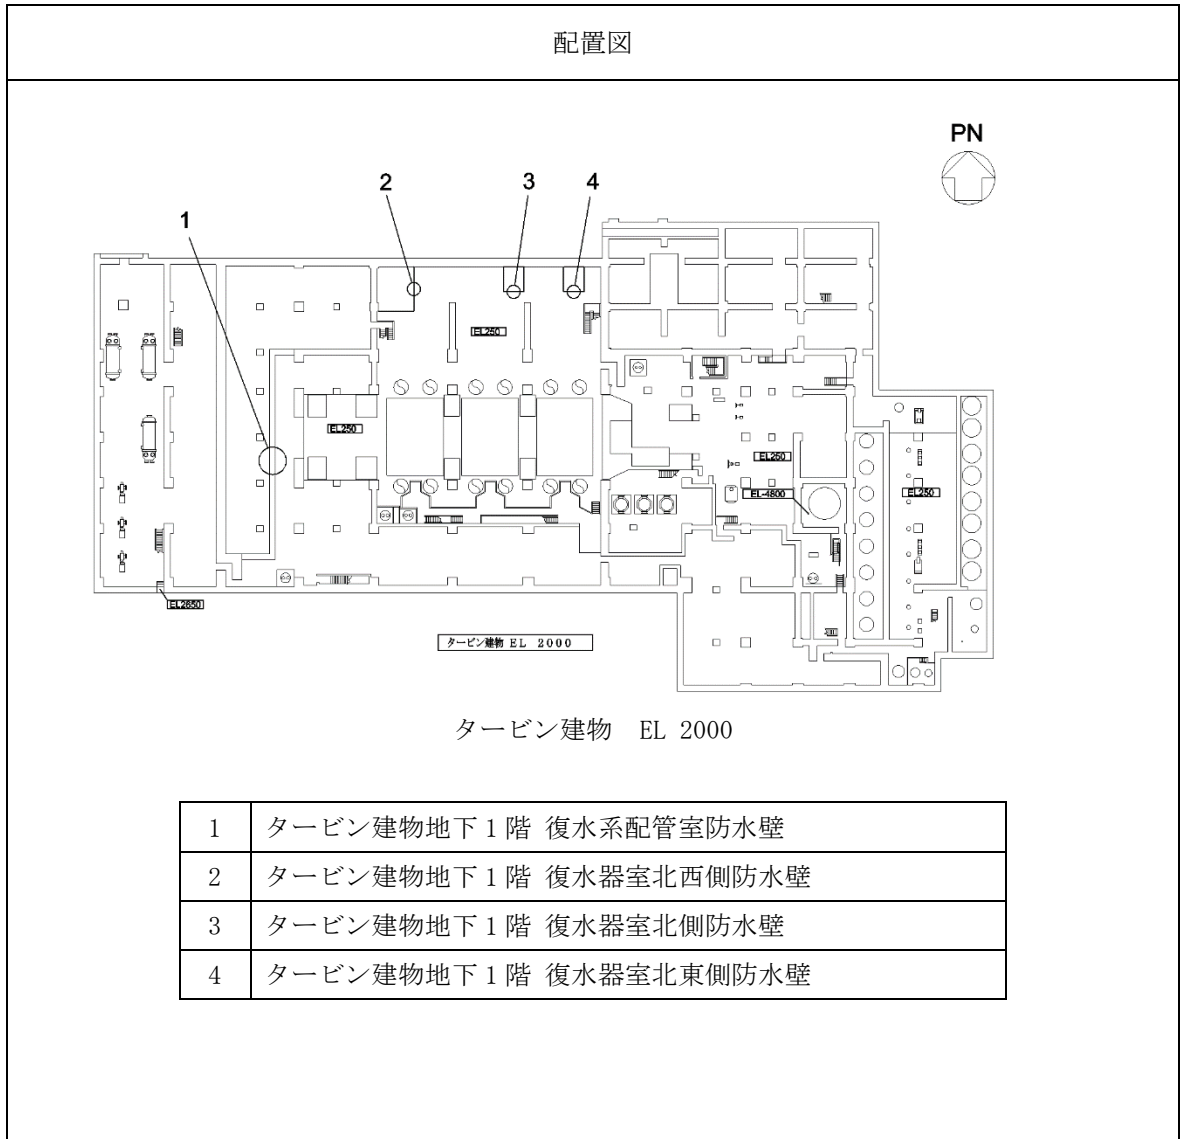 配置図
PN
2
3
4
1
EL250
EL250
EL250
EL-4800
EL250
EL2650
タービン建物 EL 2000
タービン建物 EL 2000
1 タービン建物地下1階 復水系配管室防水壁
2 タービン建物地下1階 復水器室北西側防水壁
3 タービン建物地下1階 復水器室北側防水壁
4 タービン建物地下1階 復水器室北東側防水壁